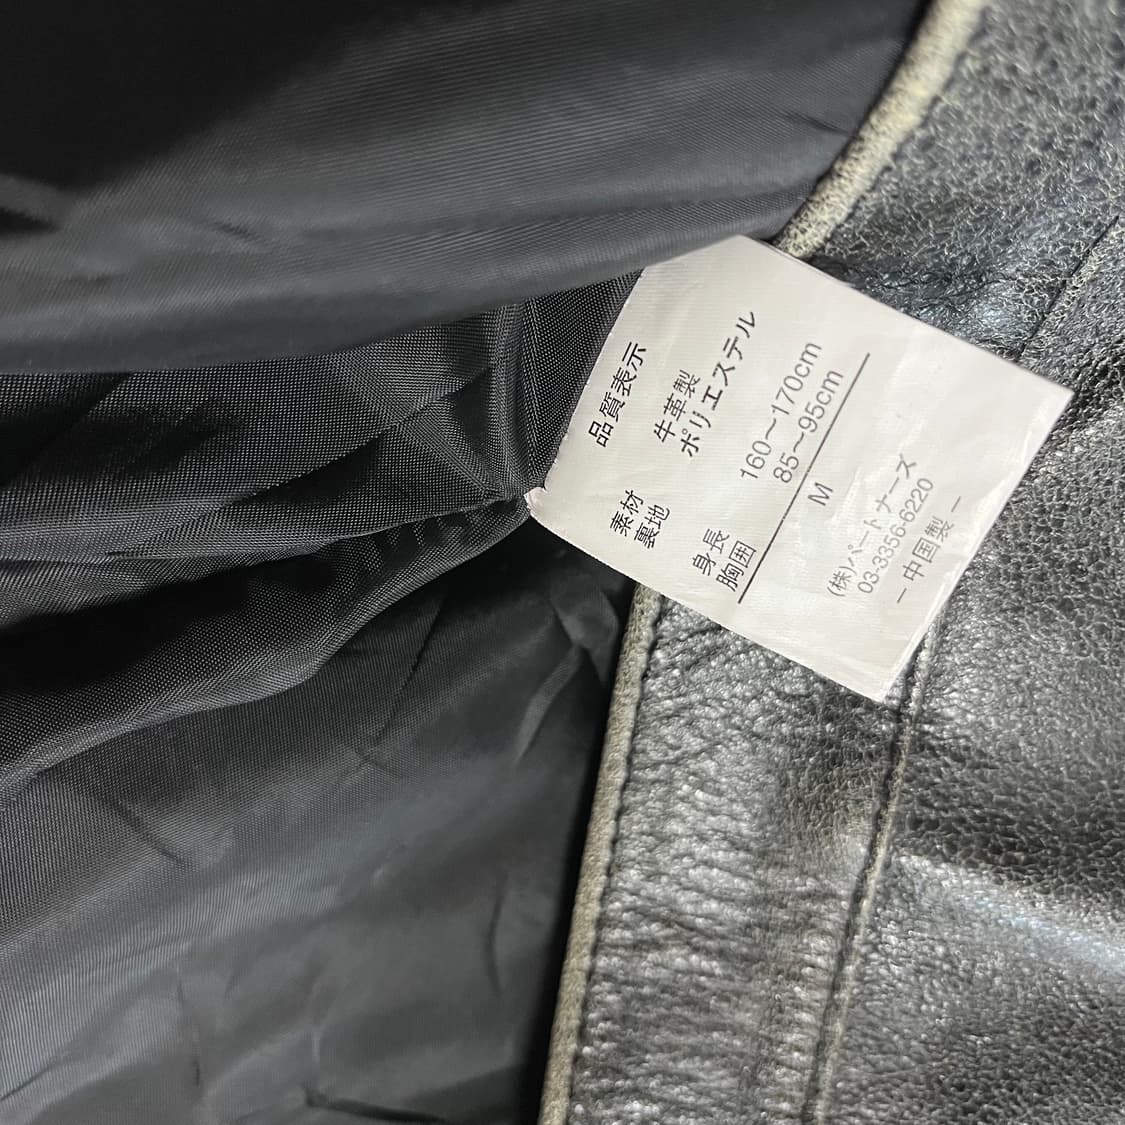 品質表示
素材 牛革製
裏地 ポリエステル
身長 160～170cm
胸囲 85～95cm
M
(株)パートナーズ
03-3356-6220
－中国製－